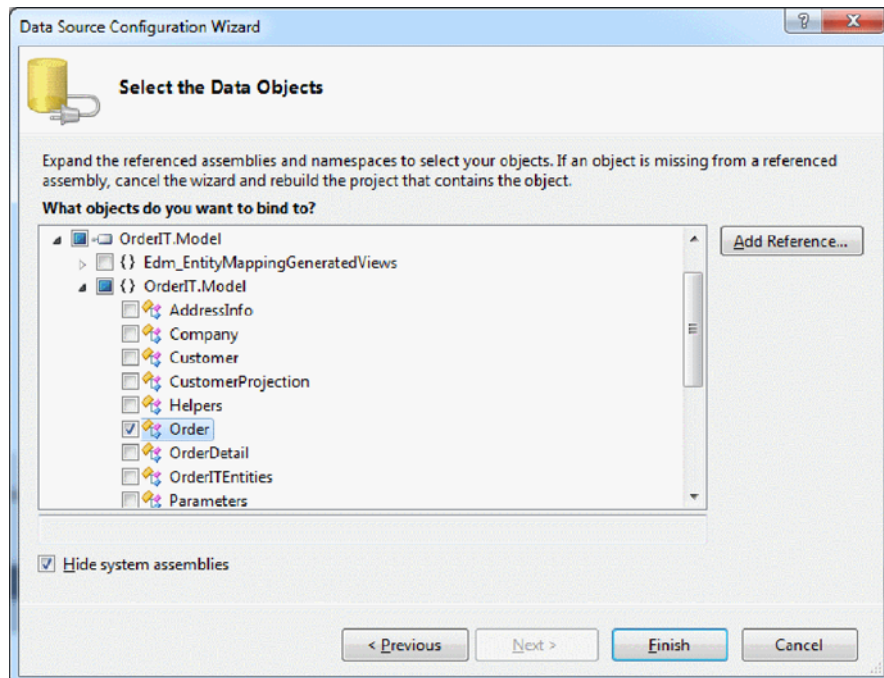 Data Source Configuration Wizard
Select the Data Objects
Expand the referenced assemblies and namespaces to select your objects. If an object is missing from a referenced
assembly, cancel the wizard and rebuild the project that contains the object.
What objects do you want to bind to?
OrderIT.Model
Add Reference...
{} Edm_EntityMappingGeneratedViews
{} OrderIT.Model
AddressInfo
Company
Customer
CustomerProjection
Helpers
Order
OrderDetail
OrderITEntities
Parameters
Hide system assemblies
< Previous
Next >
Finish
Cancel